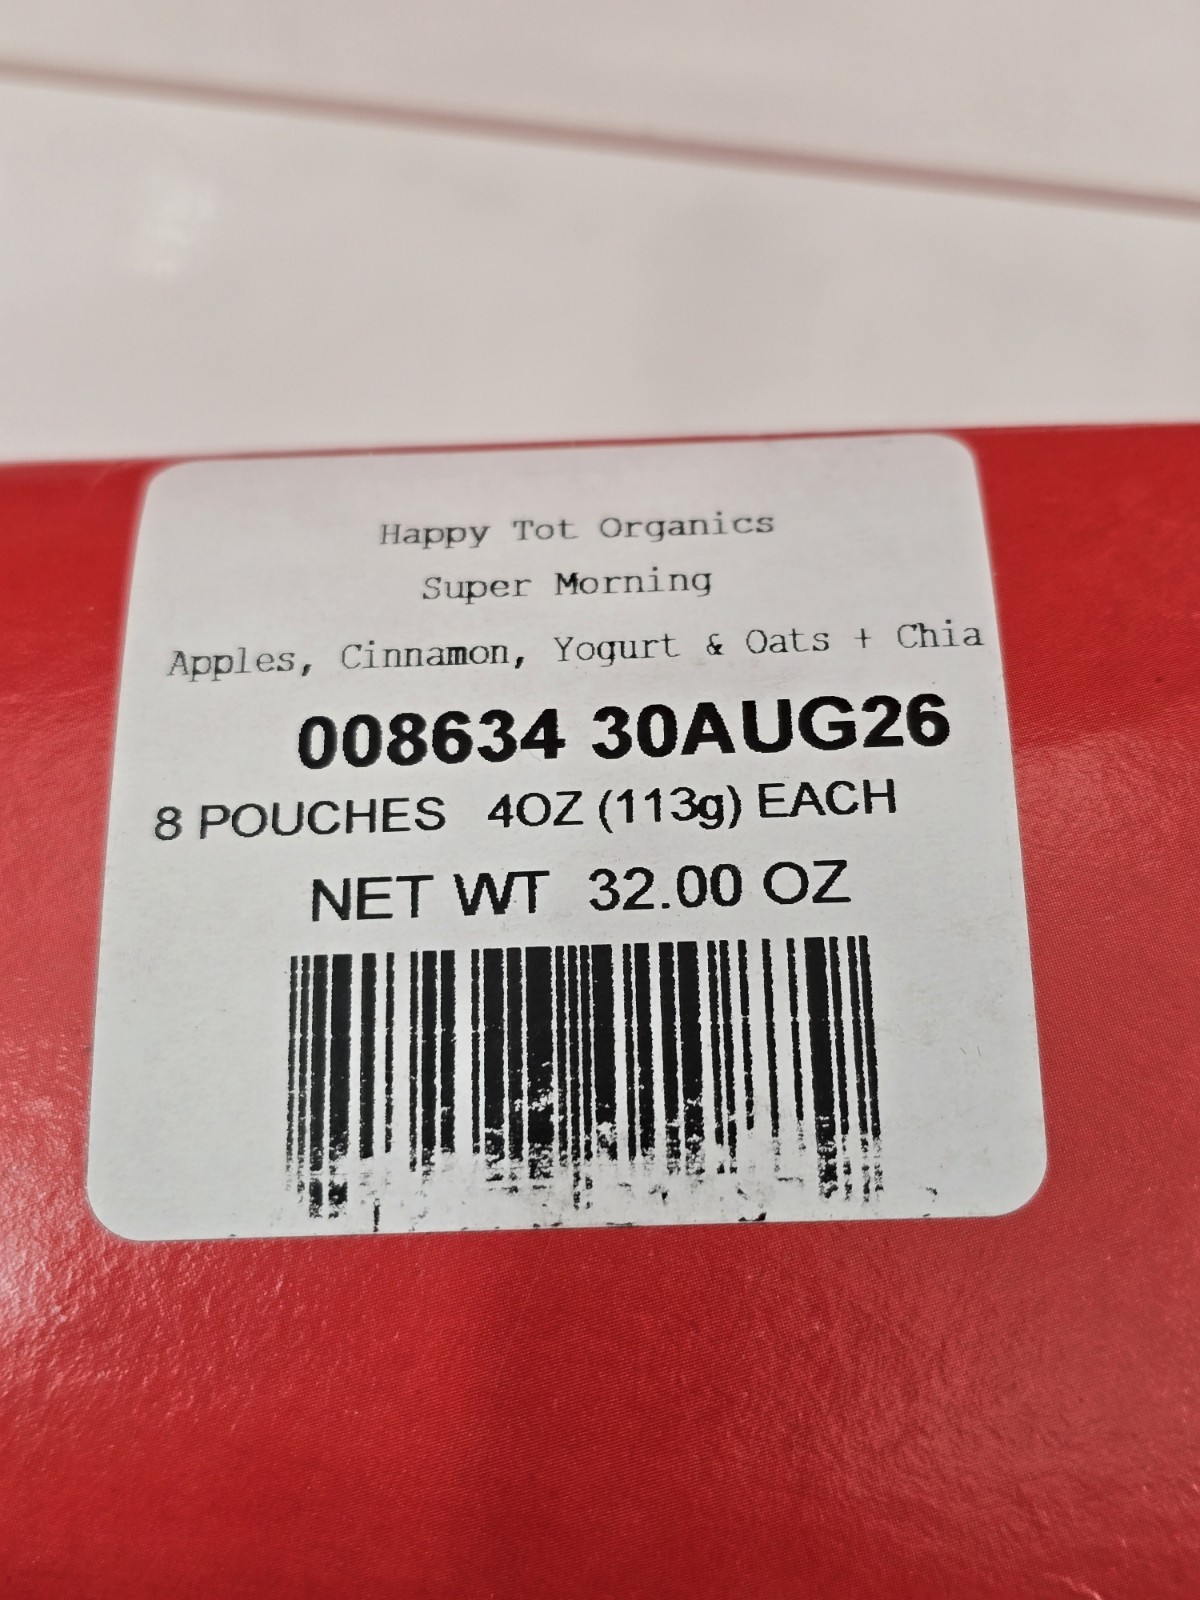 Happy Tot Organics
Super Morning
Apples, Cinnamon, Yogurt & Oats + Chia
008634 30AUG26
8 POUCHES 4OZ (113g) EACH
NET WT 32.00 OZ